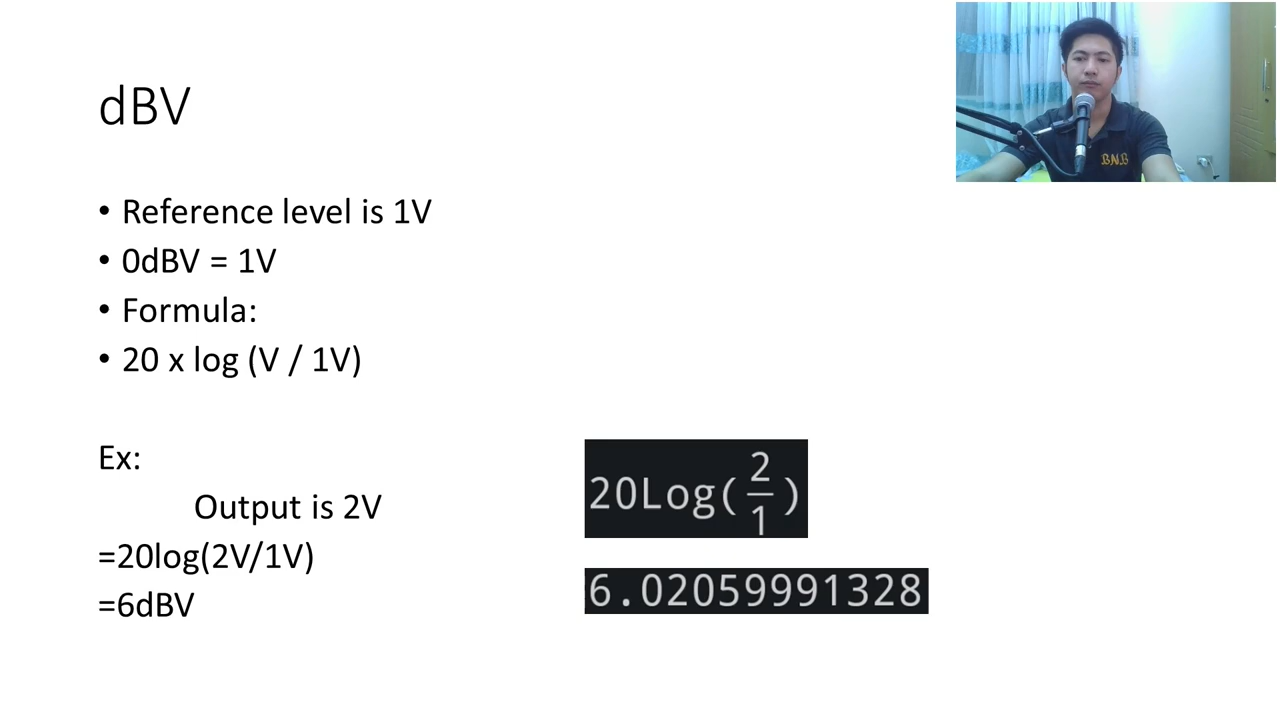 dBV
• Reference level is 1V
• 0dBV = 1V
• Formula:
• 20 x log (V / 1V)
Ex:
Output is 2V
=20log(2V/1V)
=6dBV
20Log(2/1)
6.02059991328
B.N.B